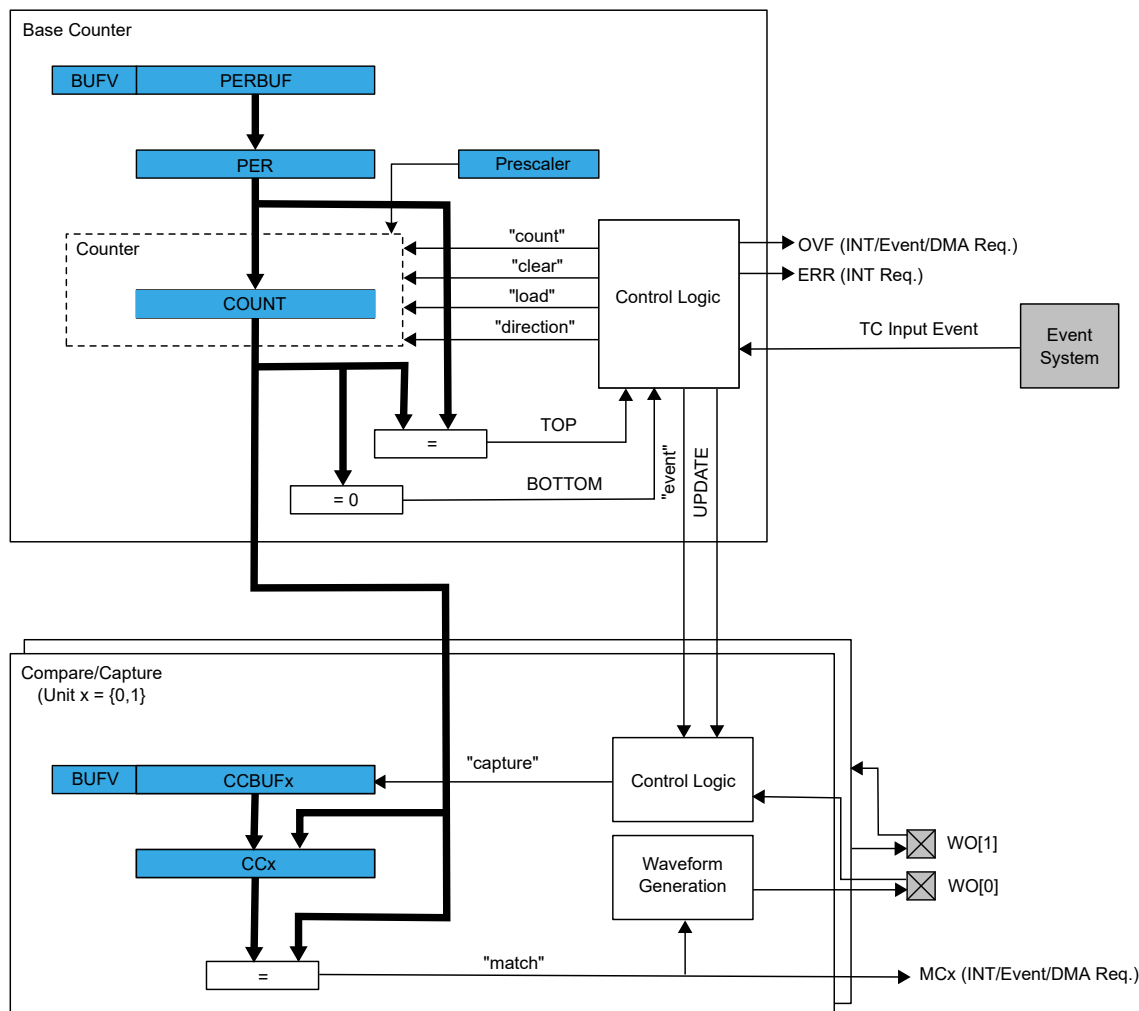 Base Counter
BUFV
PERBUF
PER
Prescaler
Counter
COUNT
"count"
"clear"
"load"
"direction"
Control Logic
OVF (INT/Event/DMA Req.)
ERR (INT Req.)
TC Input Event
Event
System
=
TOP
= 0
BOTTOM
"event"
UPDATE
Compare/Capture
(Unit x = {0,1}
BUFV
CCBUFx
"capture"
Control Logic
CCx
Waveform
Generation
WO[1]
WO[0]
=
"match"
MCx (INT/Event/DMA Req.)